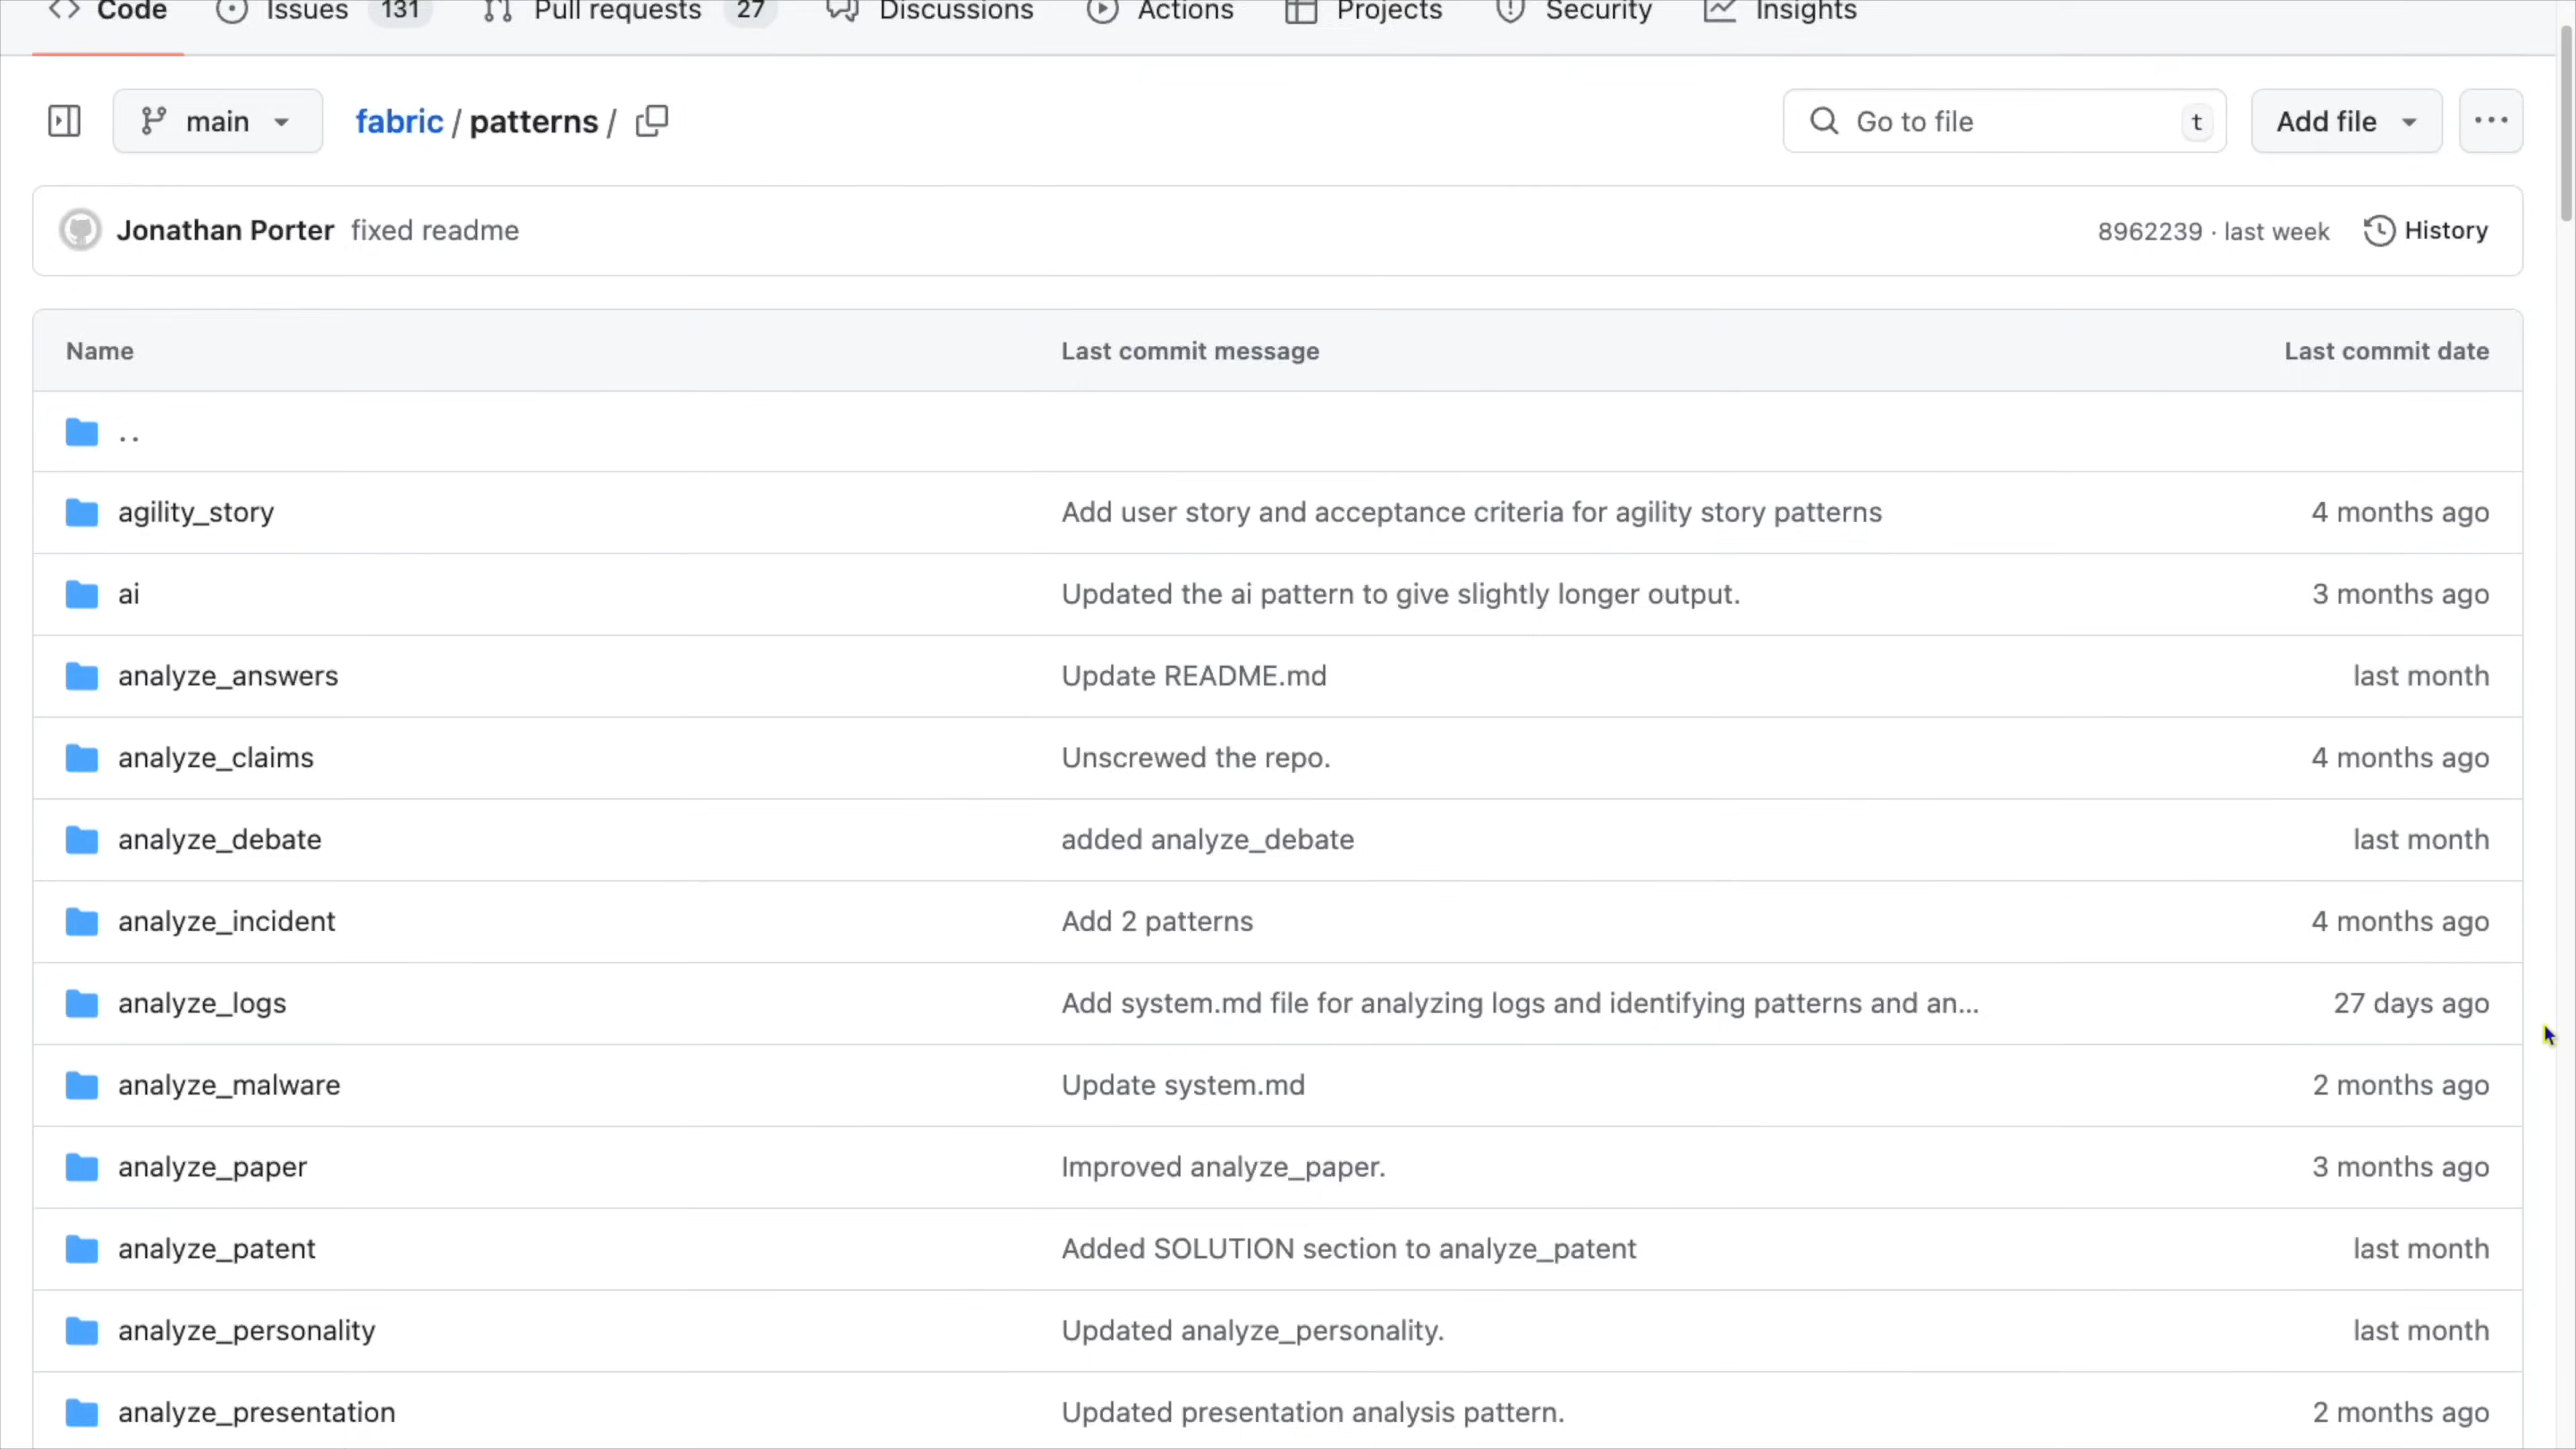 Code Issues 131 Pull requests 27 Discussions Actions Projects Security Insights
main fabric / patterns / Go to file t Add file ...
Jonathan Porter fixed readme 8962239 · last week History
Name Last commit message Last commit date
..
agility_story Add user story and acceptance criteria for agility story patterns 4 months ago
ai Updated the ai pattern to give slightly longer output. 3 months ago
analyze_answers Update README.md last month
analyze_claims Unscrewed the repo. 4 months ago
analyze_debate added analyze_debate last month
analyze_incident Add 2 patterns 4 months ago
analyze_logs Add system.md file for analyzing logs and identifying patterns and an... 27 days ago
analyze_malware Update system.md 2 months ago
analyze_paper Improved analyze_paper. 3 months ago
analyze_patent Added SOLUTION section to analyze_patent last month
analyze_personality Updated analyze_personality. last month
analyze_presentation Updated presentation analysis pattern. 2 months ago